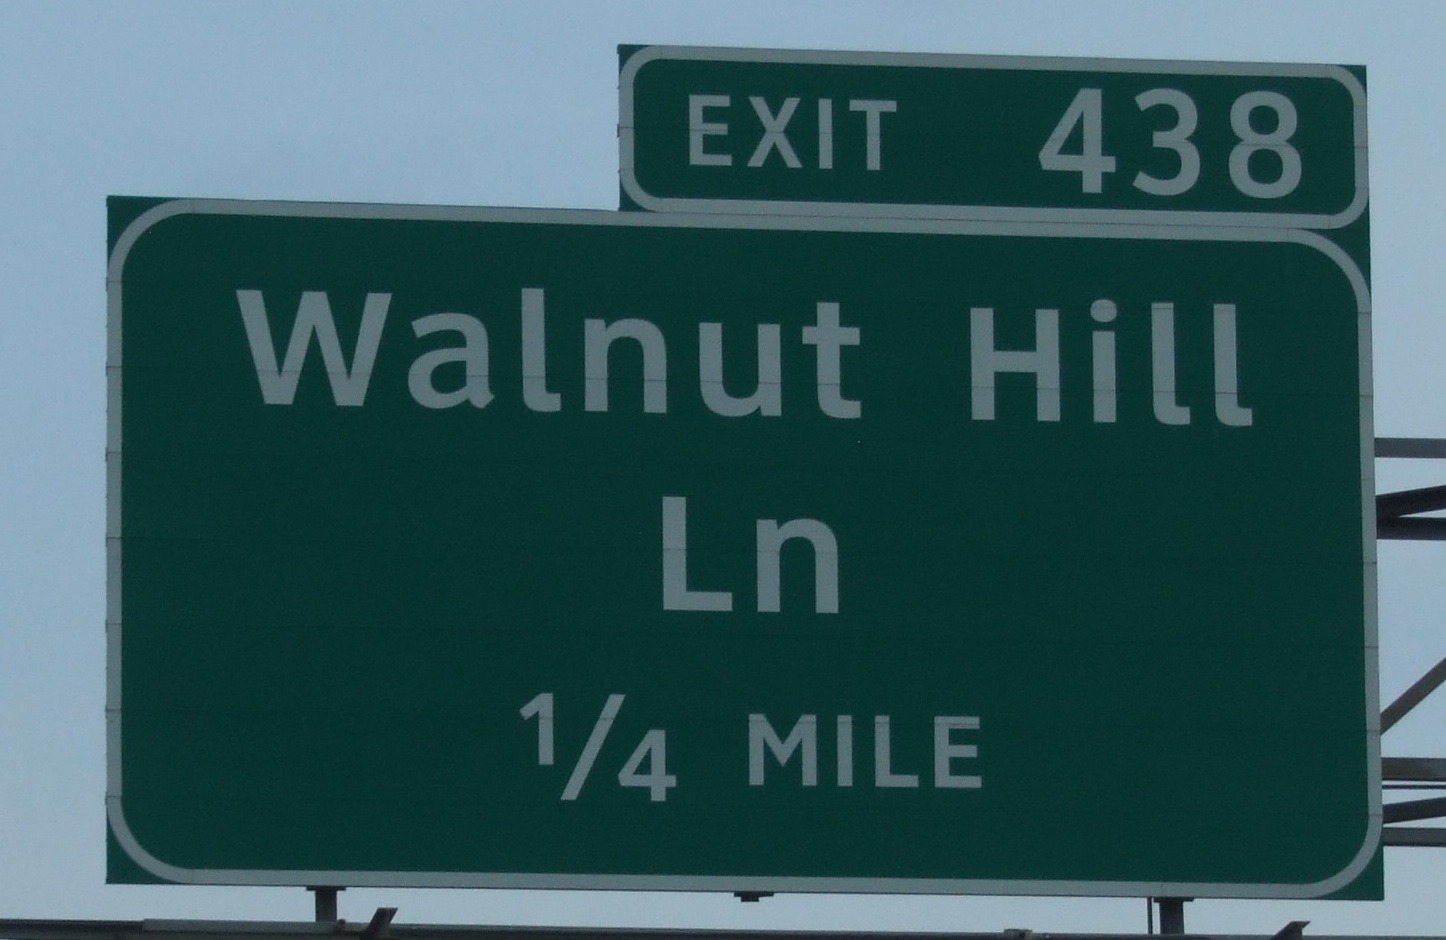 EXIT 438
Walnut Hill
Ln
1/4 MILE